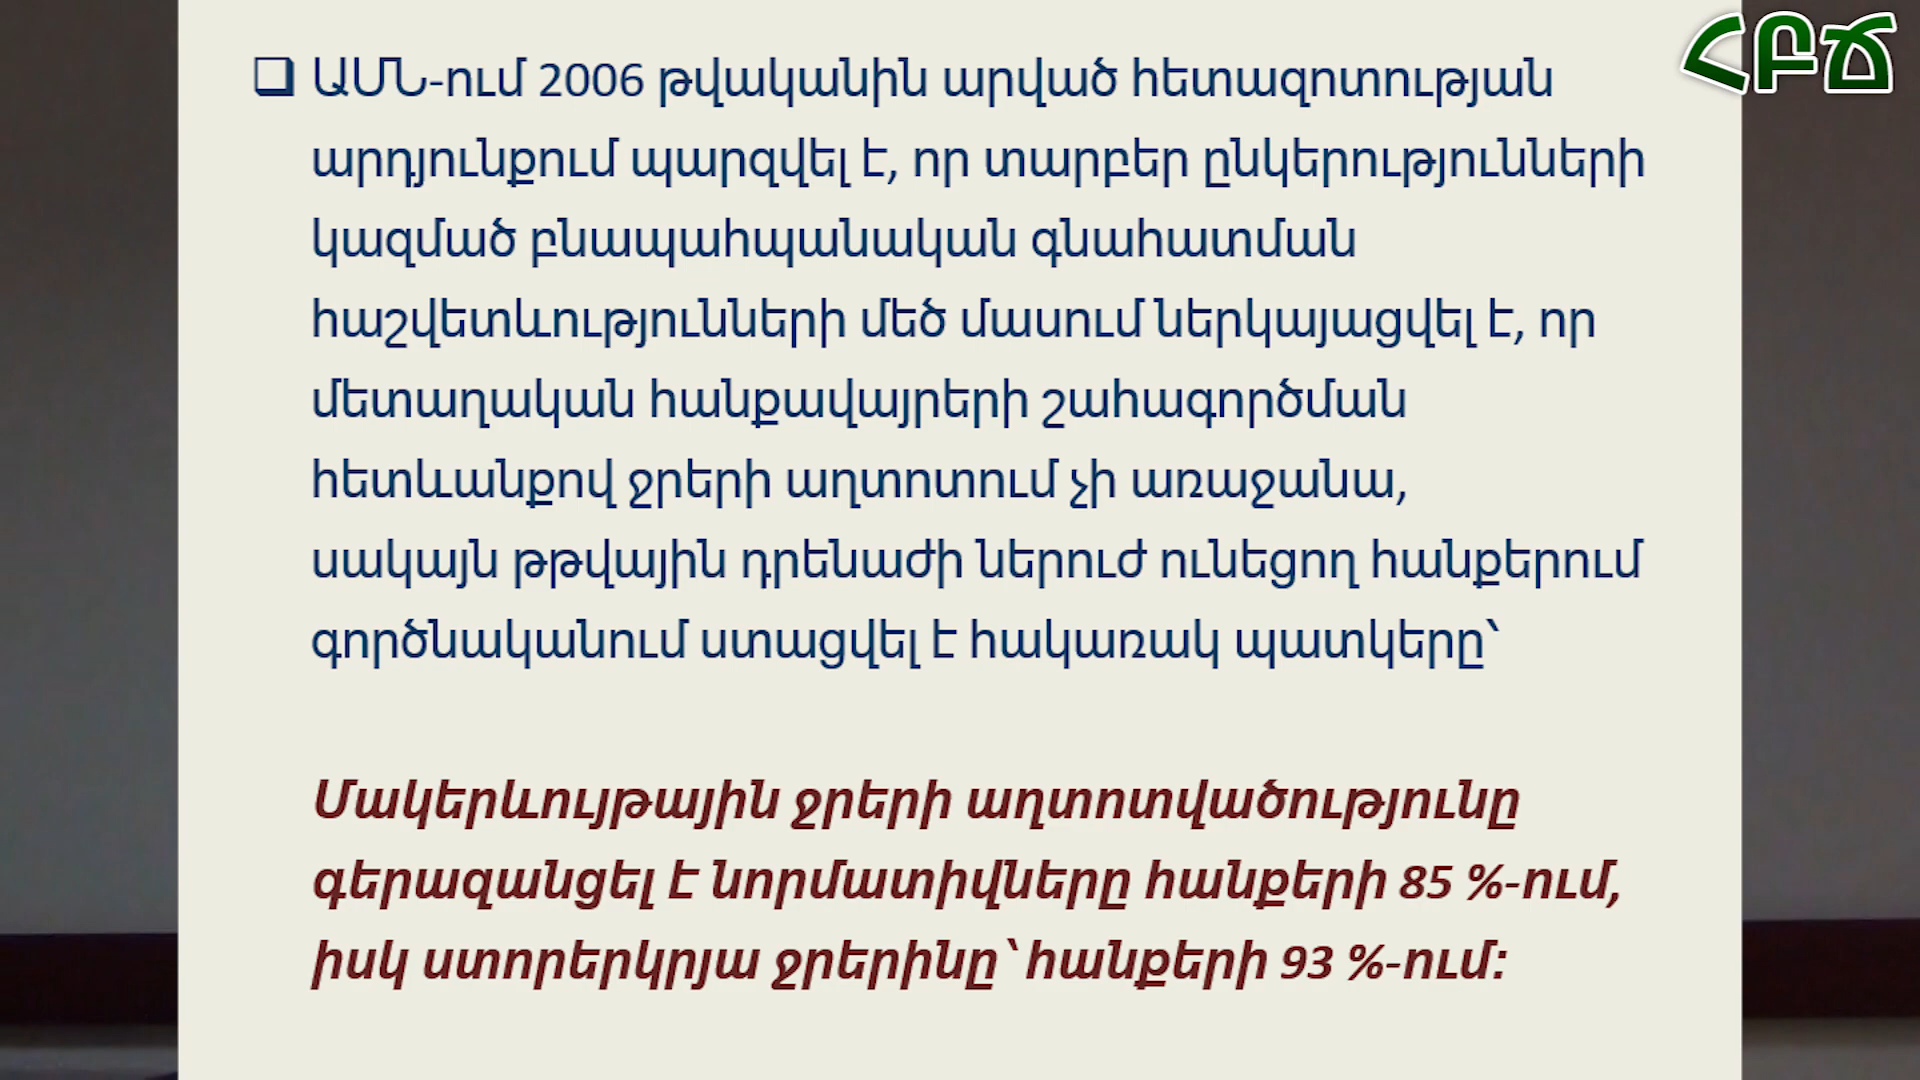 ՀԲՃ
❑ ԱՄՆ-ում 2006 թվականին արված հետազոտության
արդյունքում պարզվել է, որ տարբեր ընկերությունների
կազմած բնապահպանական գնահատման
հաշվետևությունների մեծ մասում ներկայացվել է, որ
մետաղական հանքավայրերի շահագործման
հետևանքով ջրերի աղտոտում չի առաջանա,
սակայն թթվային դրենաժի ներուժ ունեցող հանքերում
գործնականում ստացվել է հակառակ պատկերը՝
Մակերևույթային ջրերի աղտոտվածությունը
գերազանցել է նորմատիվները հանքերի 85 %-ում,
իսկ ստորերկրյա ջրերինը՝ հանքերի 93 %-ում: